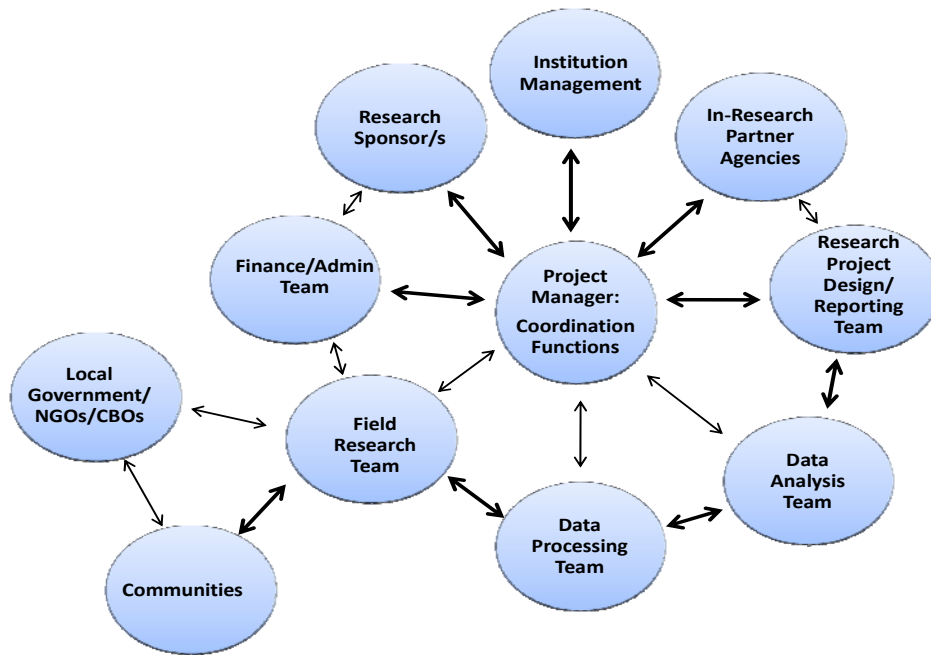 Institution
Management
Research
Sponsor/s
In-Research
Partner
Agencies
Finance/Admin
Team
Project
Manager:
Coordination
Functions
Research
Project
Design/
Reporting
Team
Local
Government/
NGOs/CBOs
Field
Research
Team
Data
Analysis
Team
Data
Processing
Team
Communities